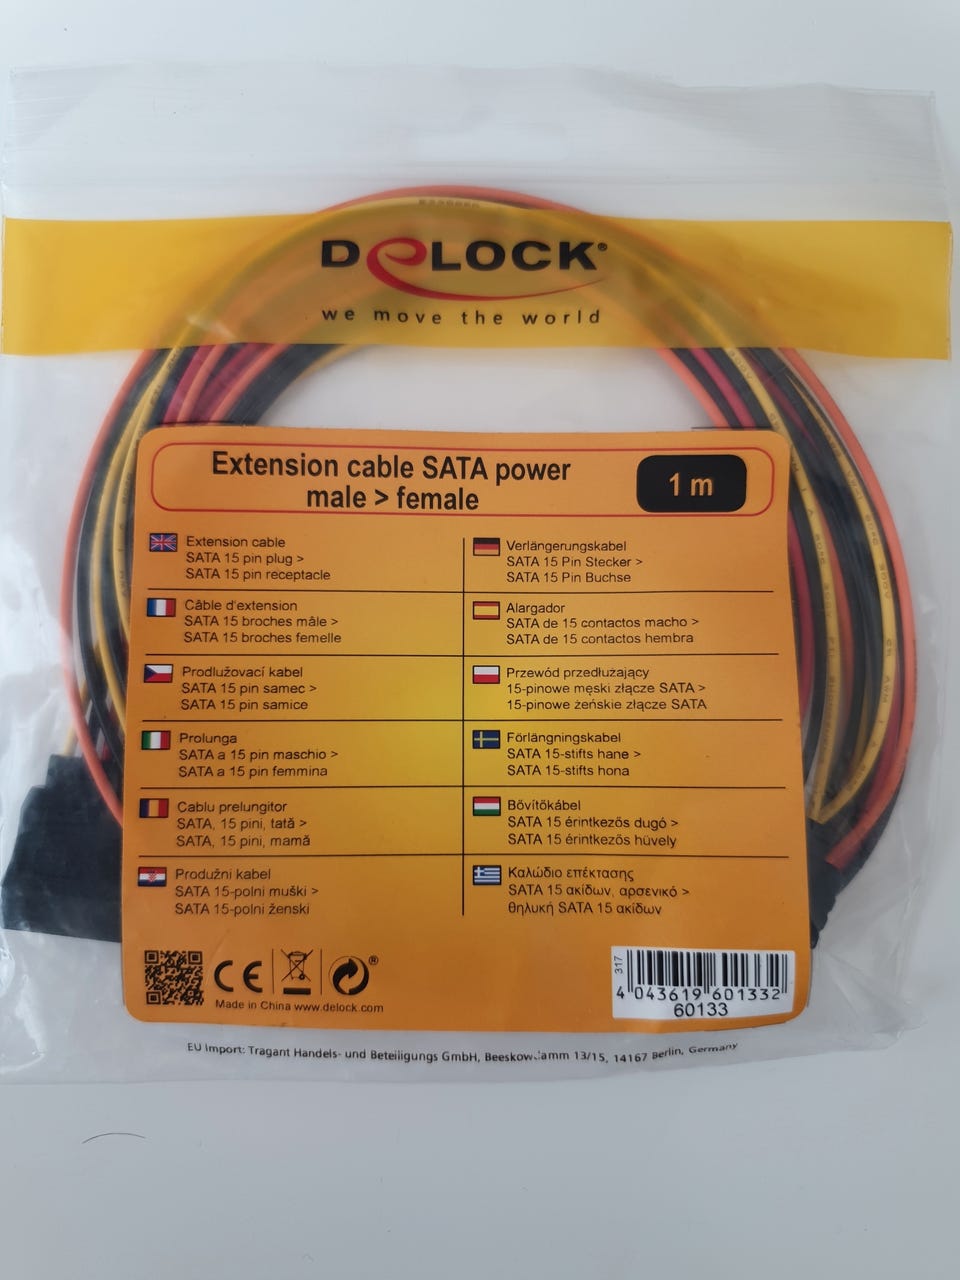 DeLOCK®
we move the world
Extension cable SATA power
male > female
1 m
Extension cable
SATA 15 pin plug >
SATA 15 pin receptacle
Verlängerungskabel
SATA 15 Pin Stecker >
SATA 15 Pin Buchse
Câble d'extension
SATA 15 broches mâle >
SATA 15 broches femelle
Alargador
SATA de 15 contactos macho >
SATA de 15 contactos hembra
Prodlužovací kabel
SATA 15 pin samec >
SATA 15 pin samice
Przewód przedłużający
15-pinowe męski złącze SATA >
15-pinowe żeńskie złącze SATA
Prolunga
SATA a 15 pin maschio >
SATA a 15 pin femmina
Förlängningskabel
SATA 15-stifts hane >
SATA 15-stifts hona
Cablu prelungitor
SATA, 15 pini, tată >
SATA, 15 pini, mamă
Bővítőkábel
SATA 15 érintkezős dugó >
SATA 15 érintkezős hüvely
Produžni kabel
SATA 15-polni muški >
SATA 15-polni ženski
Καλώδιο επέκτασης
SATA 15 ακίδων, αρσενικό >
θηλυκή SATA 15 ακίδων
CE
®
Made in China www.delock.com
317
4 043619 601332
60133
EU Import: Tragant Handels- und Beteiligungs GmbH, Beeskowdamm 13/15, 14167 Berlin, Germany